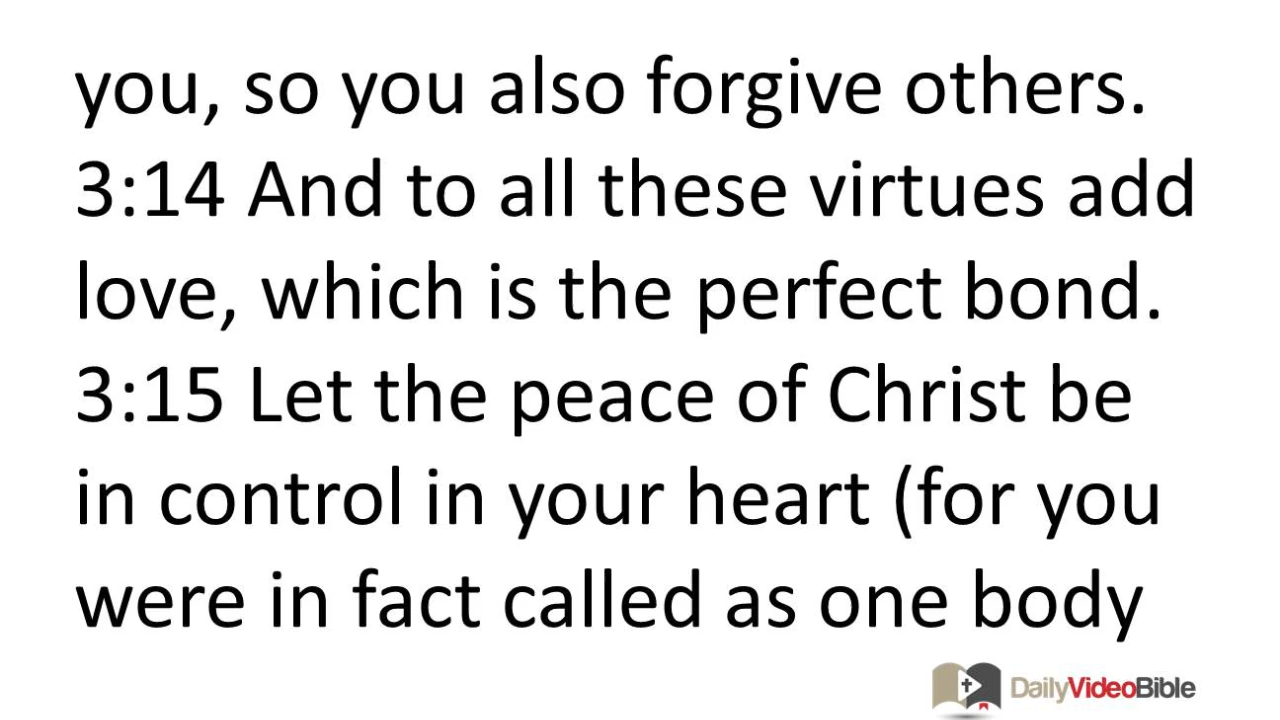 you, so you also forgive others.
3:14 And to all these virtues add
love, which is the perfect bond.
3:15 Let the peace of Christ be
in control in your heart (for you
were in fact called as one body
DailyVideoBible